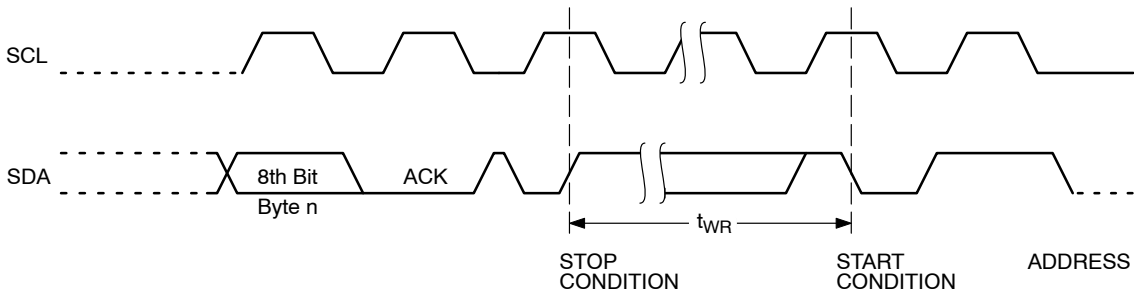 SCL
SDA
8th Bit
Byte n
ACK
tWR
STOP
CONDITION
START
CONDITION
ADDRESS